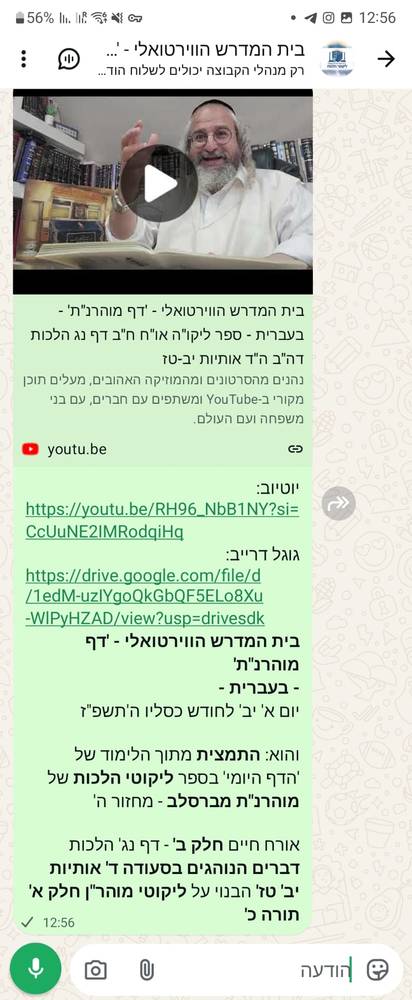 56% 12:56
בית המדרש הווירטואלי - '...
רק מנהלי הקבוצה יכולים לשלוח הוד...
בית המדרש הווירטואלי - 'דף מוהרנ"ת' -
בעברית - ספר ליקו"ה או"ח ח"ב דף נג הלכות
דה"ב ה"ד אותיות יב-טז
נהנים מהסרטונים ומהמוזיקה האהובים, מעלים תוכן
מקורי ב-YouTube ומשתפים עם חברים, עם בני
משפחה ועם העולם.
youtu.be
יוטיוב:
https://youtu.be/RH96_NbB1NY?si=
CcUuNE2IMRodqiHq
גוגל דרייב:
https://drive.google.com/file/d
/1edM-uzIYgoQkGbQF5ELo8Xu
-WlPyHZAD/view?usp=drivesdk
בית המדרש הווירטואלי - 'דף
מוהרנ"ת'
- בעברית -
יום א' יב' לחודש כסליו ה'תשפ"ז
והוא: התמצית מתוך הלימוד של
'הדף היומי' בספר ליקוטי הלכות של
מוהרנ"ת מברסלב - מחזור ה'
אורח חיים חלק ב' - דף נג' הלכות
דברים הנוהגים בסעודה ד' אותיות
יב' טז' הבנוי על ליקוטי מוהר"ן חלק א'
תורה כ'
12:56
הודעה